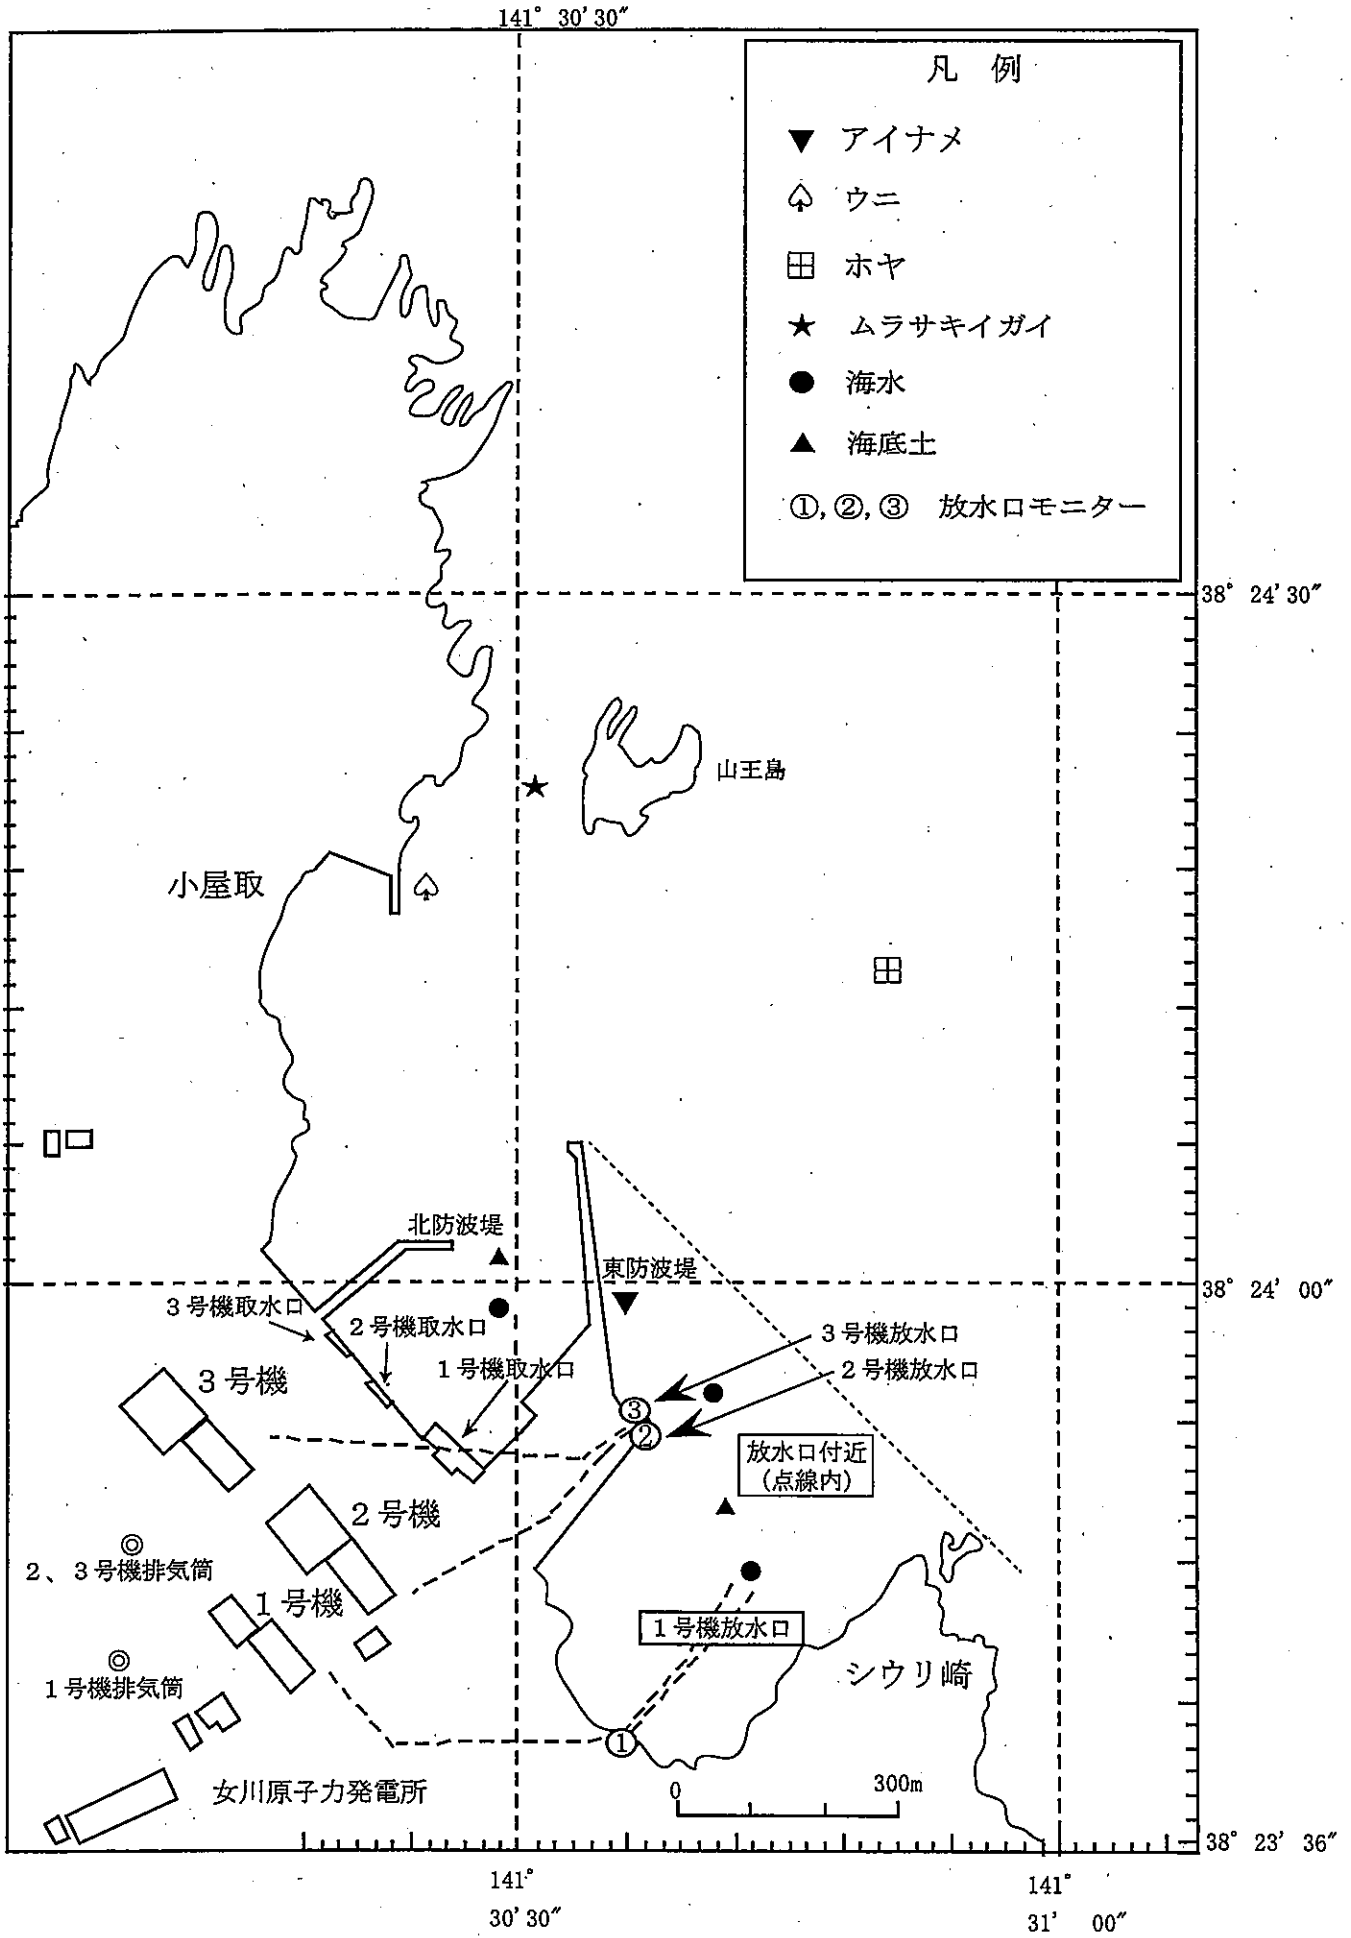 141° 30′30″
凡 例
アイナメ
ウニ
ホヤ
ムラサキイガイ
海水
海底土
①,②,③ 放水口モニター
38° 24′30″
山王島
小屋取
北防波堤
東防波堤
38° 24′ 00″
3号機取水口
2号機取水口
1号機取水口
3号機放水口
2号機放水口
3号機
③
②
放水口付近
(点線内)
2号機
2、3号機排気筒
1号機
1号機放水口
シウリ崎
1号機排気筒
①
女川原子力発電所
0
300m
38° 23′ 36″
141°
30′30″
141°
31′ 00″